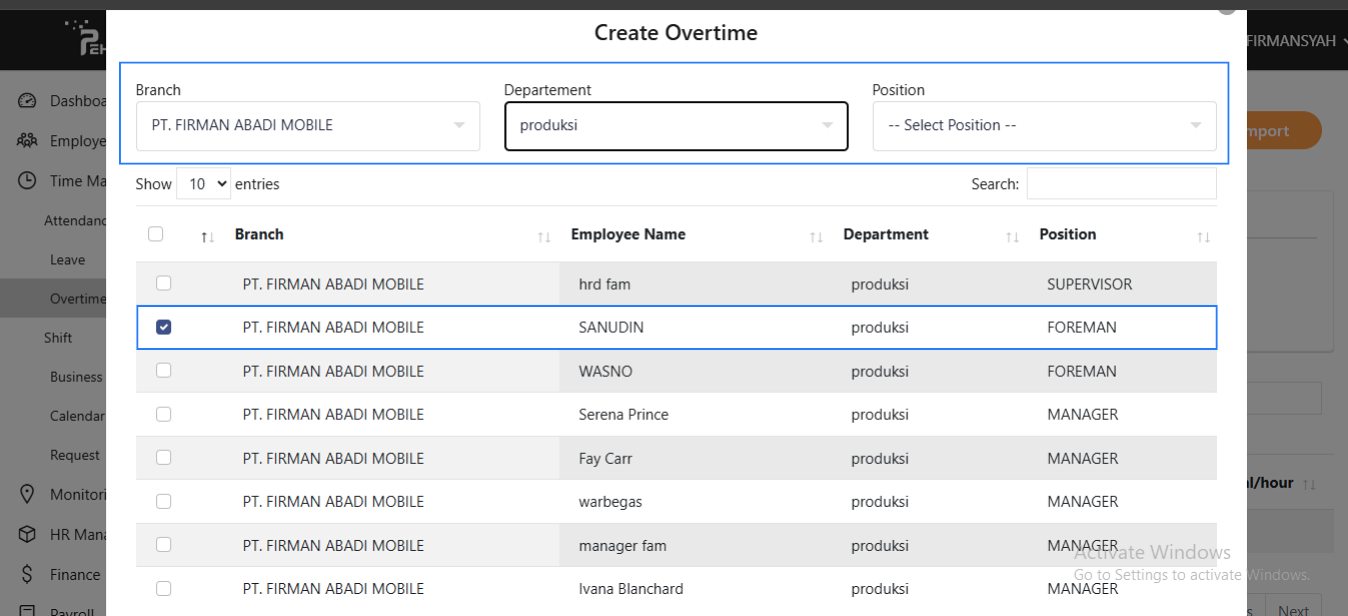 Create Overtime
FIRMANSYAH
Branch
Departement
Position
PT. FIRMAN ABADI MOBILE
produksi
-- Select Position --
Show 10 entries
Search:
Branch
Employee Name
Department
Position
PT. FIRMAN ABADI MOBILE hrd fam produksi SUPERVISOR
PT. FIRMAN ABADI MOBILE SANUDIN produksi FOREMAN
PT. FIRMAN ABADI MOBILE WASNO produksi FOREMAN
PT. FIRMAN ABADI MOBILE Serena Prince produksi MANAGER
PT. FIRMAN ABADI MOBILE Fay Carr produksi MANAGER
PT. FIRMAN ABADI MOBILE warbegas produksi MANAGER
PT. FIRMAN ABADI MOBILE manager fam produksi MANAGER
PT. FIRMAN ABADI MOBILE Ivana Blanchard produksi MANAGER
Dashboa
Employe
Time Ma
Attendanc
Leave
Overtime
Shift
Business
Calendar
Request
Monitori
HR Mana
Finance
Payroll
mport
al/hour
Next
Activate Windows
Go to Settings to activate Windows.